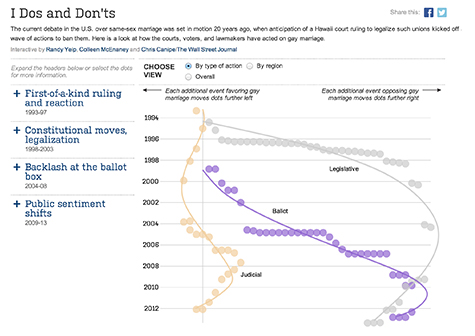 I Dos and Don'ts
Share this:
The current debate in the U.S. over same-sex marriage was set in motion 20 years ago, when anticipation of a Hawaii court ruling to legalize such unions kicked off
wave of actions to ban them. Here is a look at how the courts, voters, and lawmakers have acted on gay marriage.
Interactive by Randy Yeip, Colleen McEnaney and Chris Canipe/The Wall Street Journal
Expand the headers below or select the dots
for more information.
+ First-of-a-kind ruling
and reaction
1993-97
+ Constitutional moves,
legalization
1998-2003
+ Backlash at the ballot
box
2004-08
+ Public sentiment
shifts
2009-13
CHOOSE
VIEW
By type of action
By region
Overall
Each additional event favoring gay
marriage moves dots further left
Each additional event opposing gay
marriage moves dots further right
1994
1996
1998
2000
2002
2004
2006
2008
2010
2012
Legislative
Ballot
Judicial